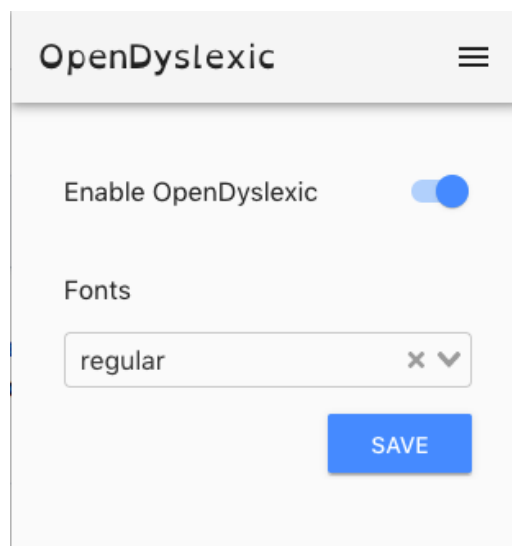 OpenDyslexic
Enable OpenDyslexic
Fonts
regular
SAVE